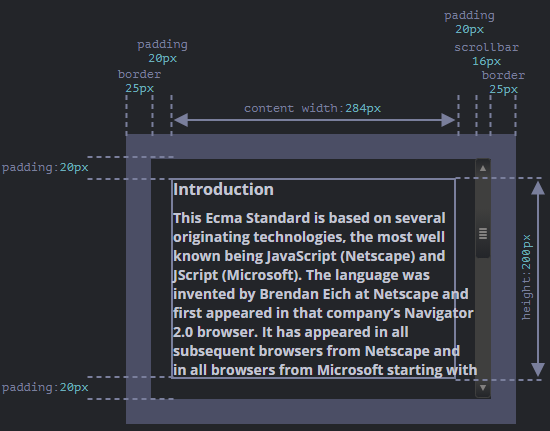 padding
20px
padding
20px
scrollbar
16px
border
25px
border
25px
content width:284px
padding:20px
Introduction
This Ecma Standard is based on several
originating technologies, the most well
known being JavaScript (Netscape) and
JScript (Microsoft). The language was
invented by Brendan Eich at Netscape and
first appeared in that company’s Navigator
2.0 browser. It has appeared in all
subsequent browsers from Netscape and
in all browsers from Microsoft starting with
height:200px
padding:20px